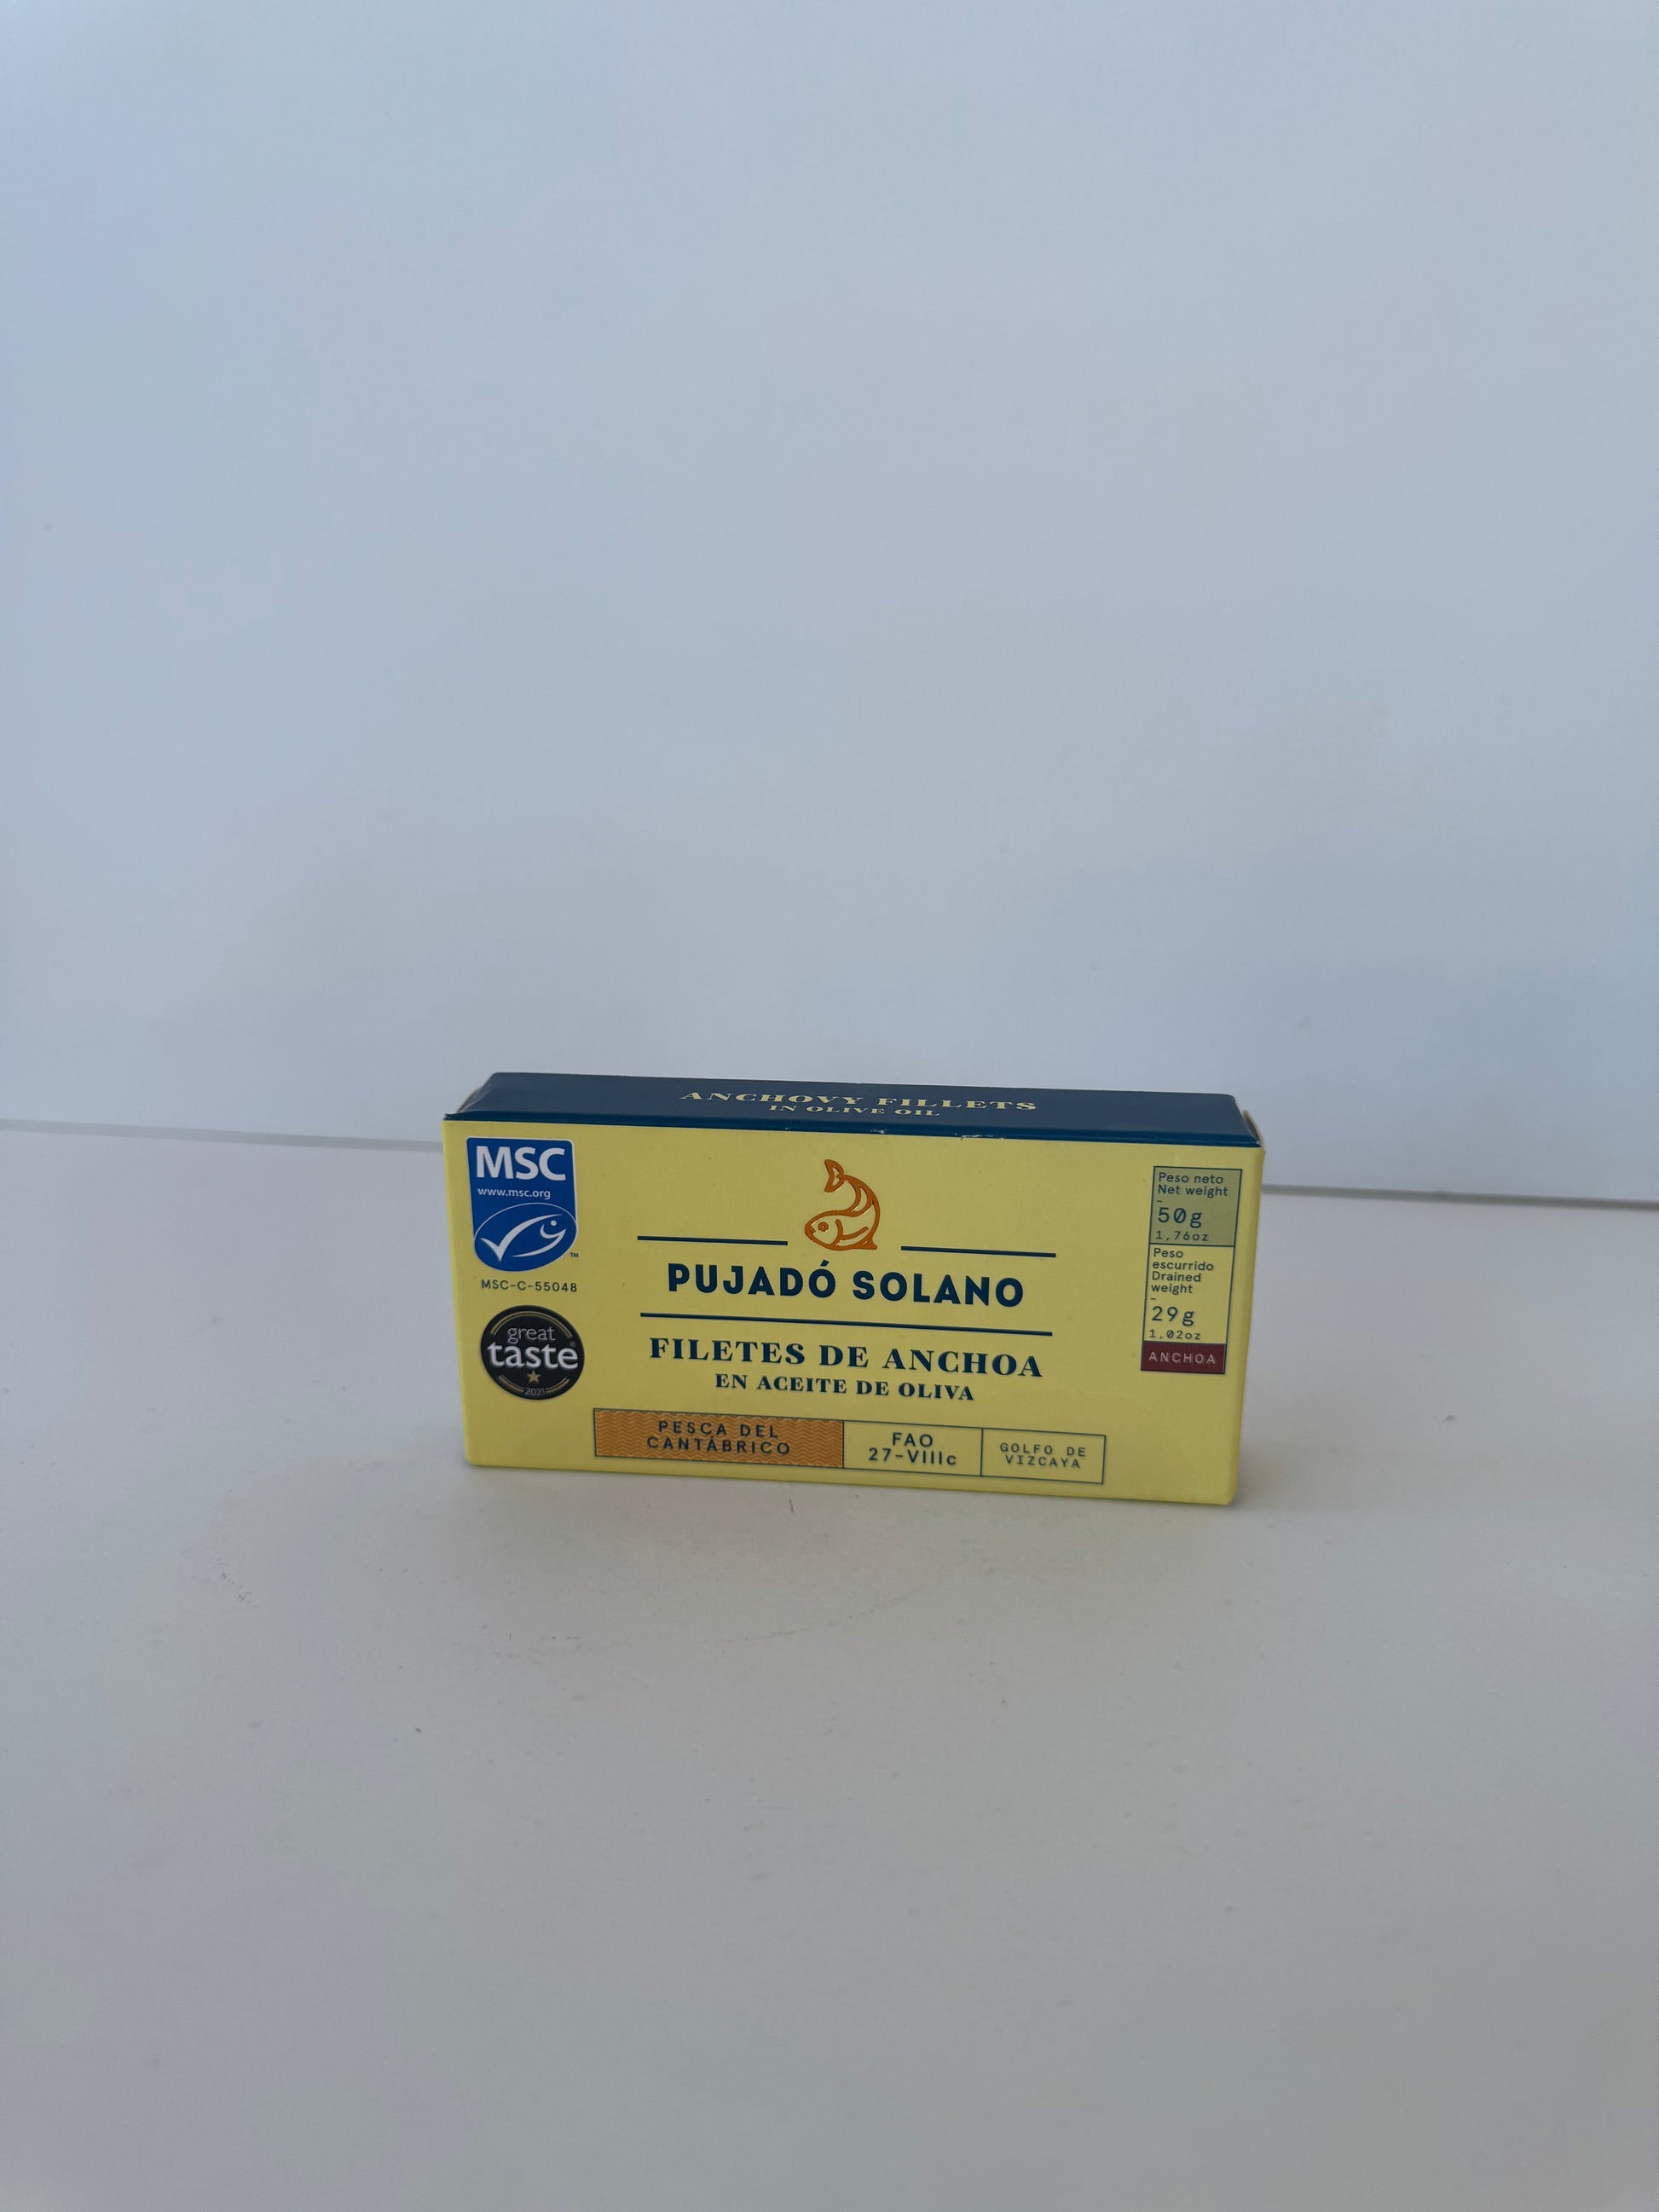 ANCHOVY FILLETS
IN OLIVE OIL
MSC
www.msc.org
TM
MSC-C-55048
great
taste
2021
PUJADÓ SOLANO
FILETES DE ANCHOA
EN ACEITE DE OLIVA
PESCA DEL
CANTÁBRICO
FAO
27-VIIIc
GOLFO DE
VIZCAYA
Peso neto
Net weight
-
50g
1,76oz
Peso
escurrido
Drained
weight
-
29g
1,02oz
ANCHOA